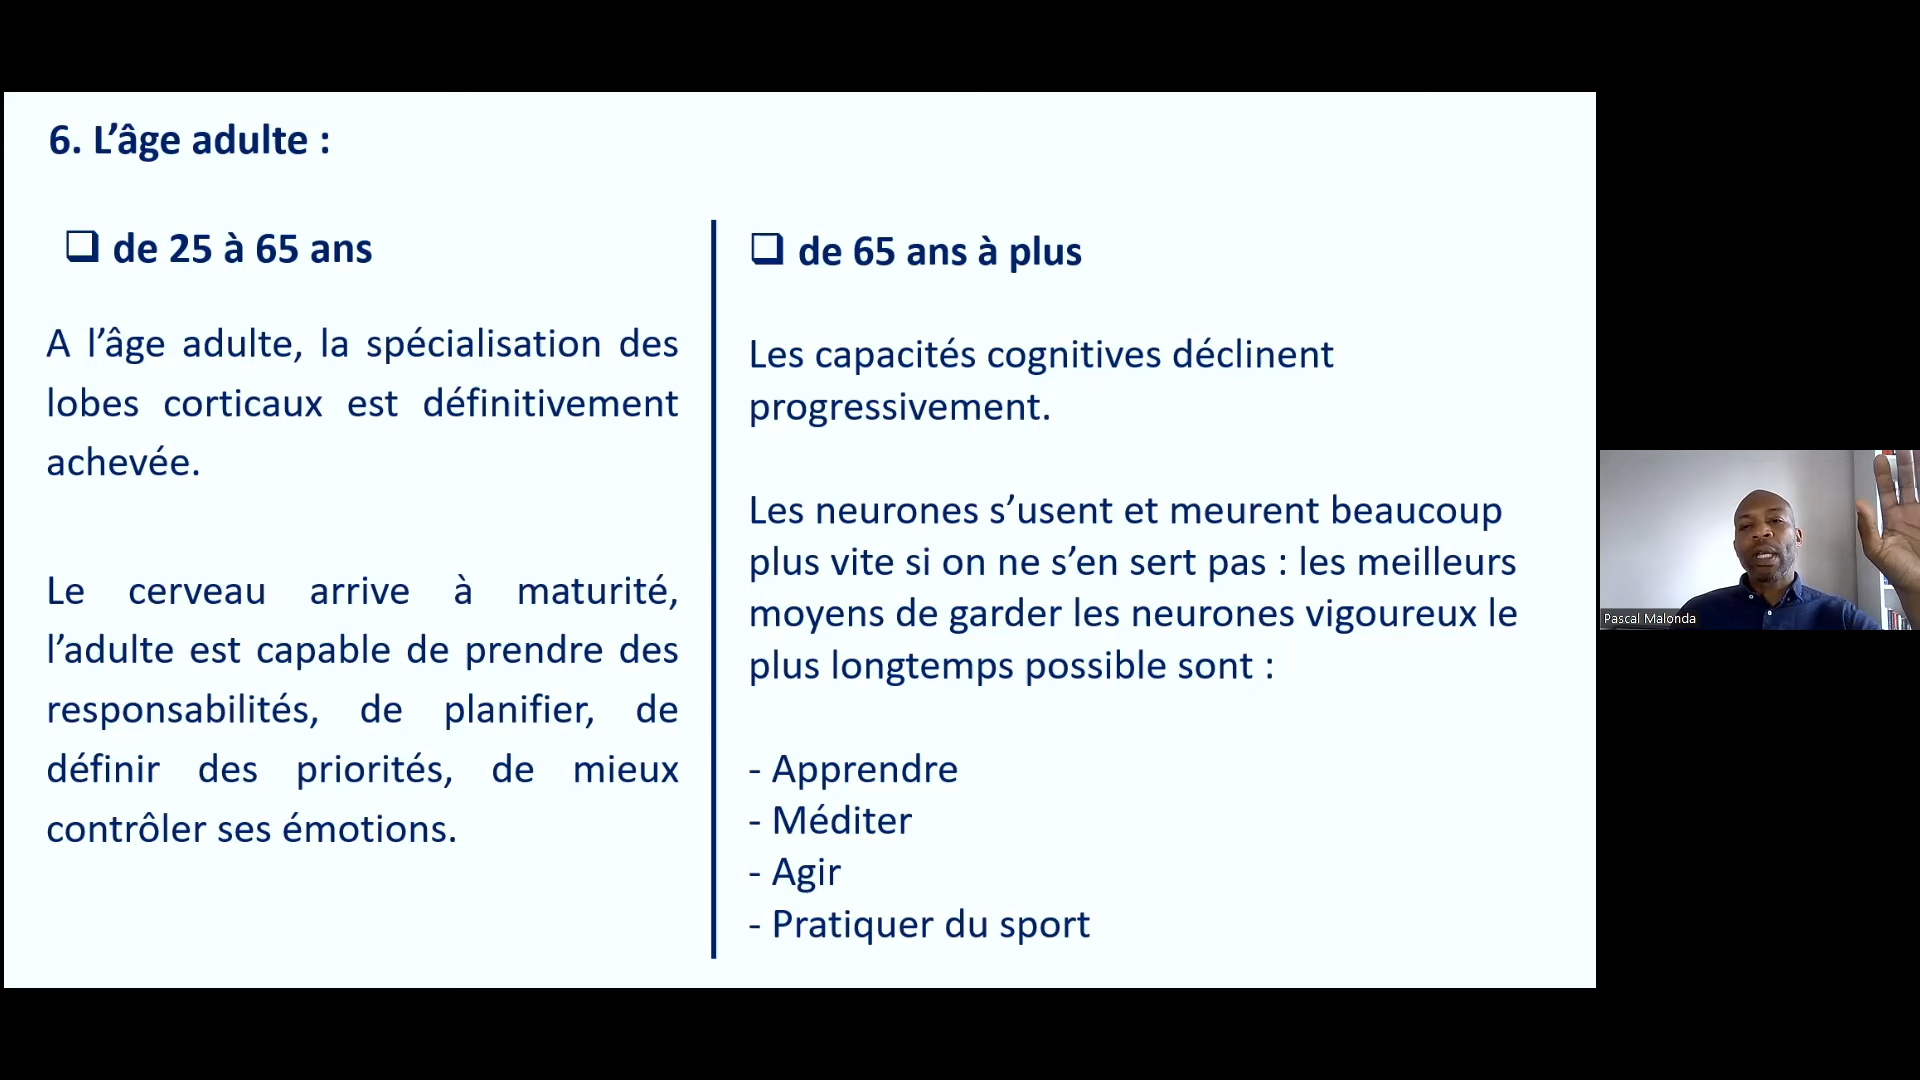 6. L’âge adulte :
❑ de 25 à 65 ans
A l’âge adulte, la spécialisation des
lobes corticaux est définitivement
achevée.
Le cerveau arrive à maturité,
l’adulte est capable de prendre des
responsabilités, de planifier, de
définir des priorités, de mieux
contrôler ses émotions.
❑ de 65 ans à plus
Les capacités cognitives déclinent
progressivement.
Les neurones s’usent et meurent beaucoup
plus vite si on ne s’en sert pas : les meilleurs
moyens de garder les neurones vigoureux le
plus longtemps possible sont :
- Apprendre
- Méditer
- Agir
- Pratiquer du sport
Pascal Malonda